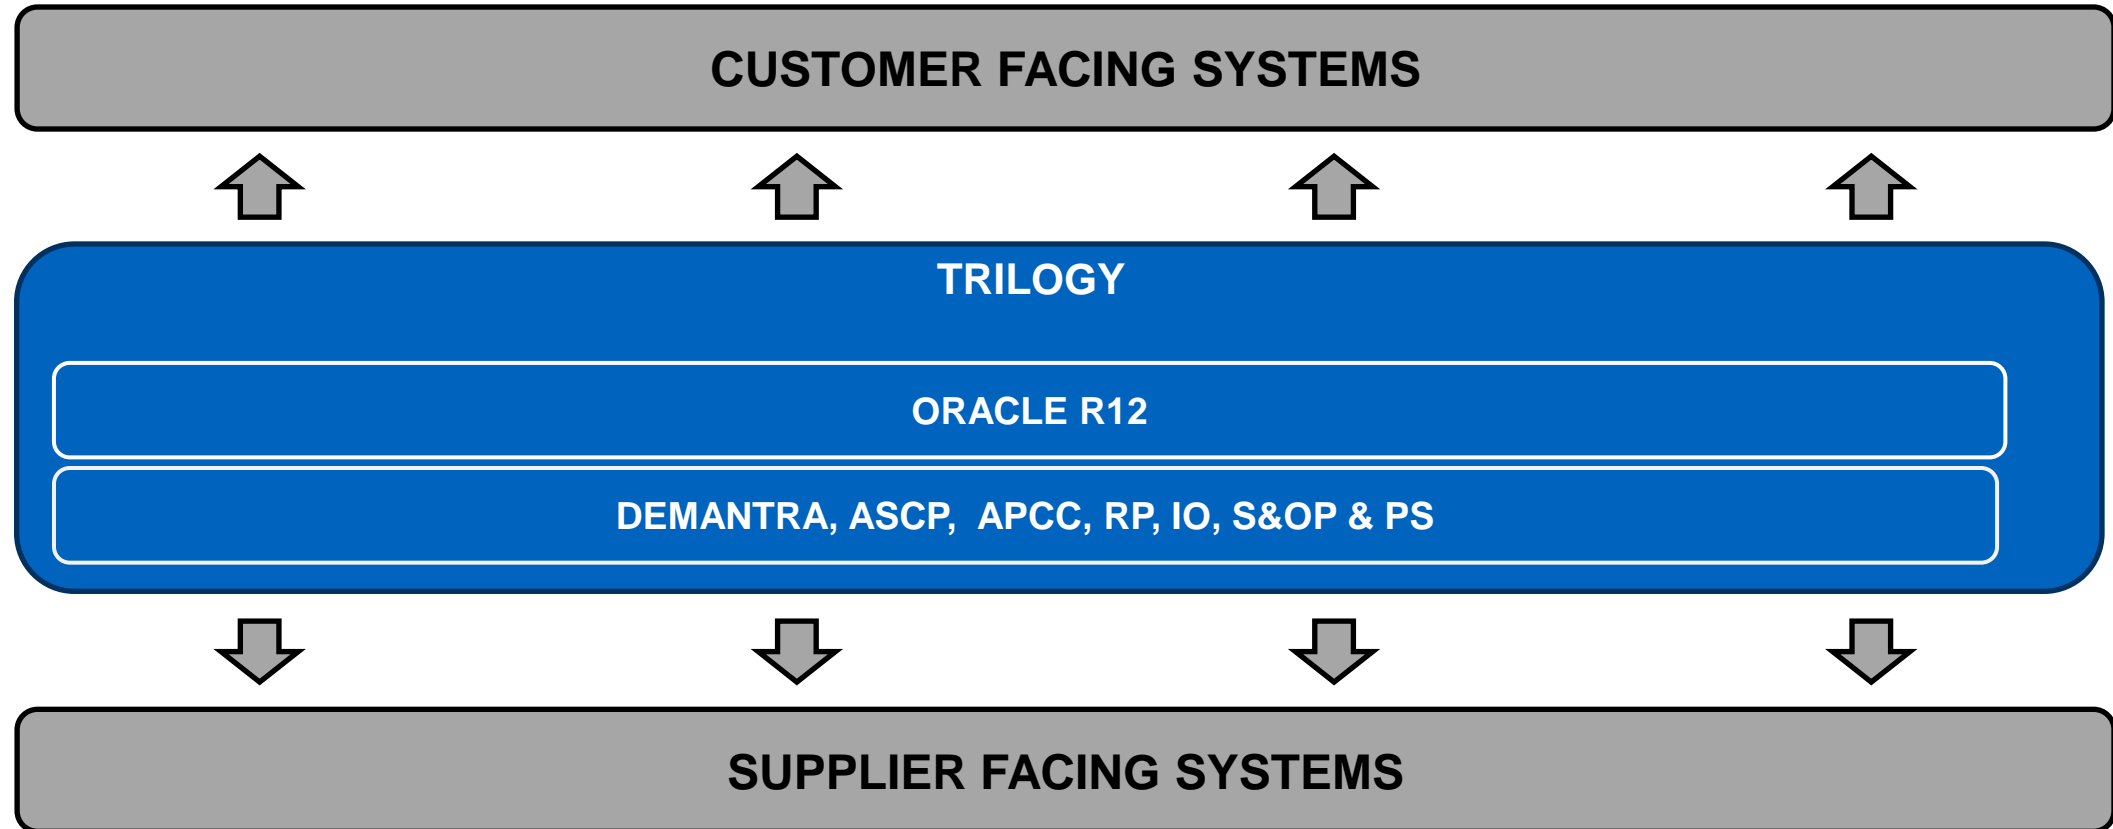 CUSTOMER FACING SYSTEMS
TRILOGY
ORACLE R12
DEMANTRA, ASCP,  APCC, RP, IO, S&OP & PS
SUPPLIER FACING SYSTEMS